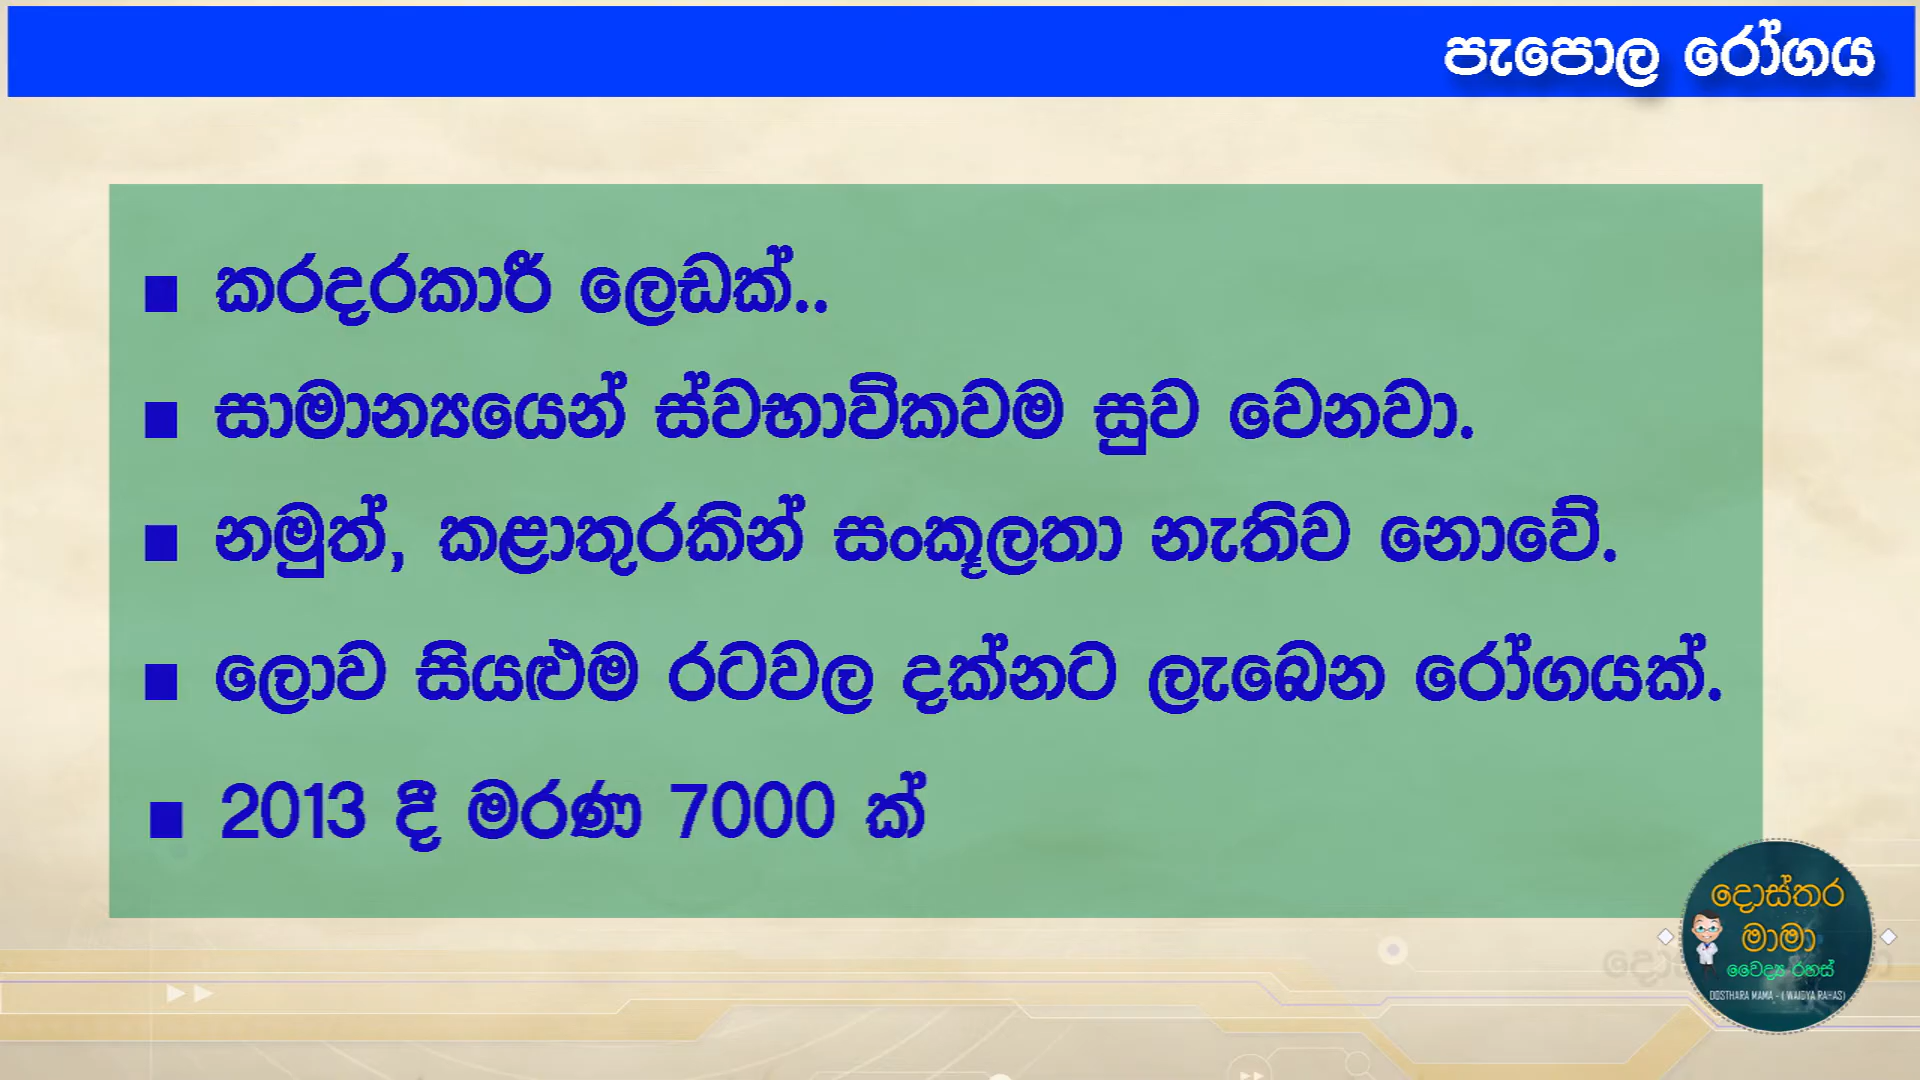 පැපොල රෝගය
▪ කරදරකාරී ලෙඩක්..
▪ සාමාන්‍යයෙන් ස්වභාවිකවම සුව වෙනවා.
▪ නමුත්, කළාතුරකින් සංකූලතා නැතිව නොවේ.
▪ ලොව සියළුම රටවල දක්නට ලැබෙන රෝගයක්.
▪ 2013 දී මරණ 7000 ක්
දොස්තර
මාමා
වෛද්‍ය රහස්
DOSTHARA MAMA - ( WAIDYA RAHAS)